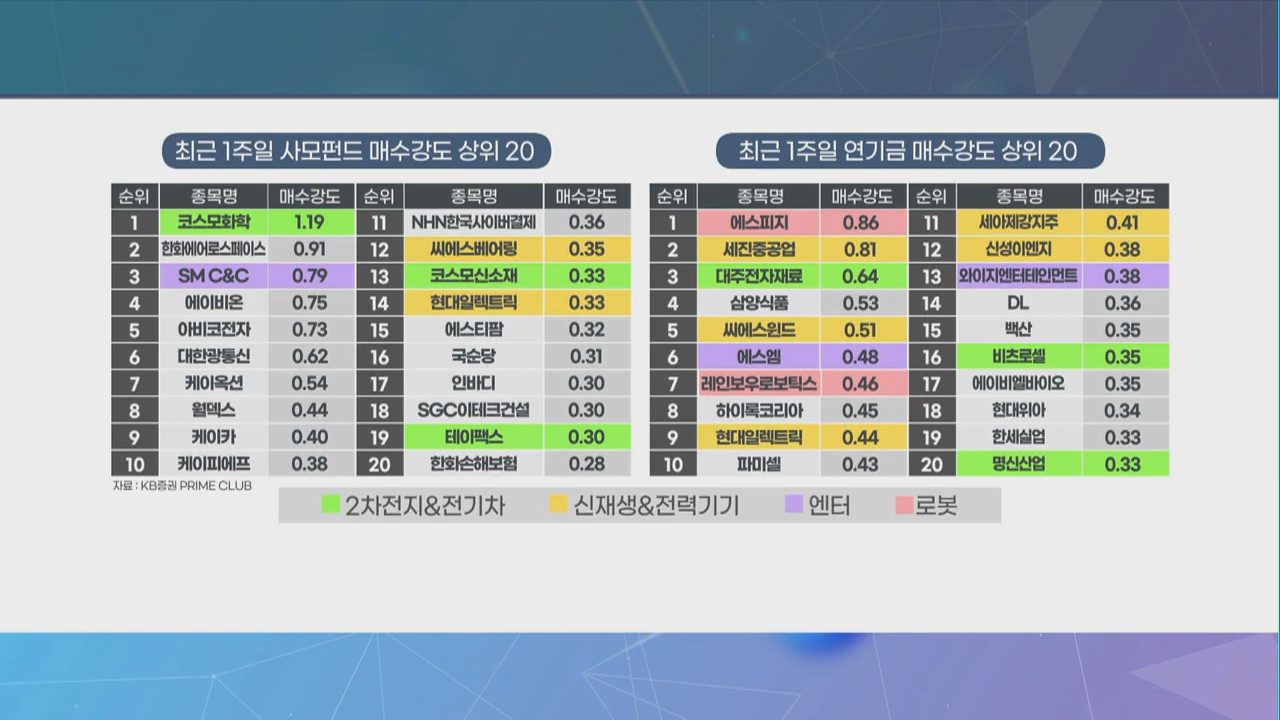 최근 1주일 사모펀드 매수강도 상위 20
순위 종목명 매수강도 순위 종목명 매수강도
1 코스모화학 1.19 11 NHN한국사이버결제 0.36
2 한화에어로스페이스 0.91 12 씨에스베어링 0.35
3 SM C&C 0.79 13 코스모신소재 0.33
4 에이비온 0.75 14 현대일렉트릭 0.33
5 아비코전자 0.73 15 에스티팜 0.32
6 대한광통신 0.62 16 국순당 0.31
7 케이옥션 0.54 17 인바디 0.30
8 월덱스 0.44 18 SGC이테크건설 0.30
9 케이카 0.40 19 테이팩스 0.30
10 케이피에프 0.38 20 한화손해보험 0.28
자료 : KB증권 PRIME CLUB
최근 1주일 연기금 매수강도 상위 20
순위 종목명 매수강도 순위 종목명 매수강도
1 에스피지 0.86 11 세아제강지주 0.41
2 세진중공업 0.81 12 신성이엔지 0.38
3 대주전자재료 0.64 13 와이지엔터테인먼트 0.38
4 삼양식품 0.53 14 DL 0.36
5 씨에스윈드 0.51 15 백산 0.35
6 에스엠 0.48 16 비츠로셀 0.35
7 레인보우로보틱스 0.46 17 에이비엘바이오 0.35
8 하이록코리아 0.45 18 현대위아 0.34
9 현대일렉트릭 0.44 19 한세실업 0.33
10 파미셀 0.43 20 명신산업 0.33
2차전지&전기차 신재생&전력기기 엔터 로봇